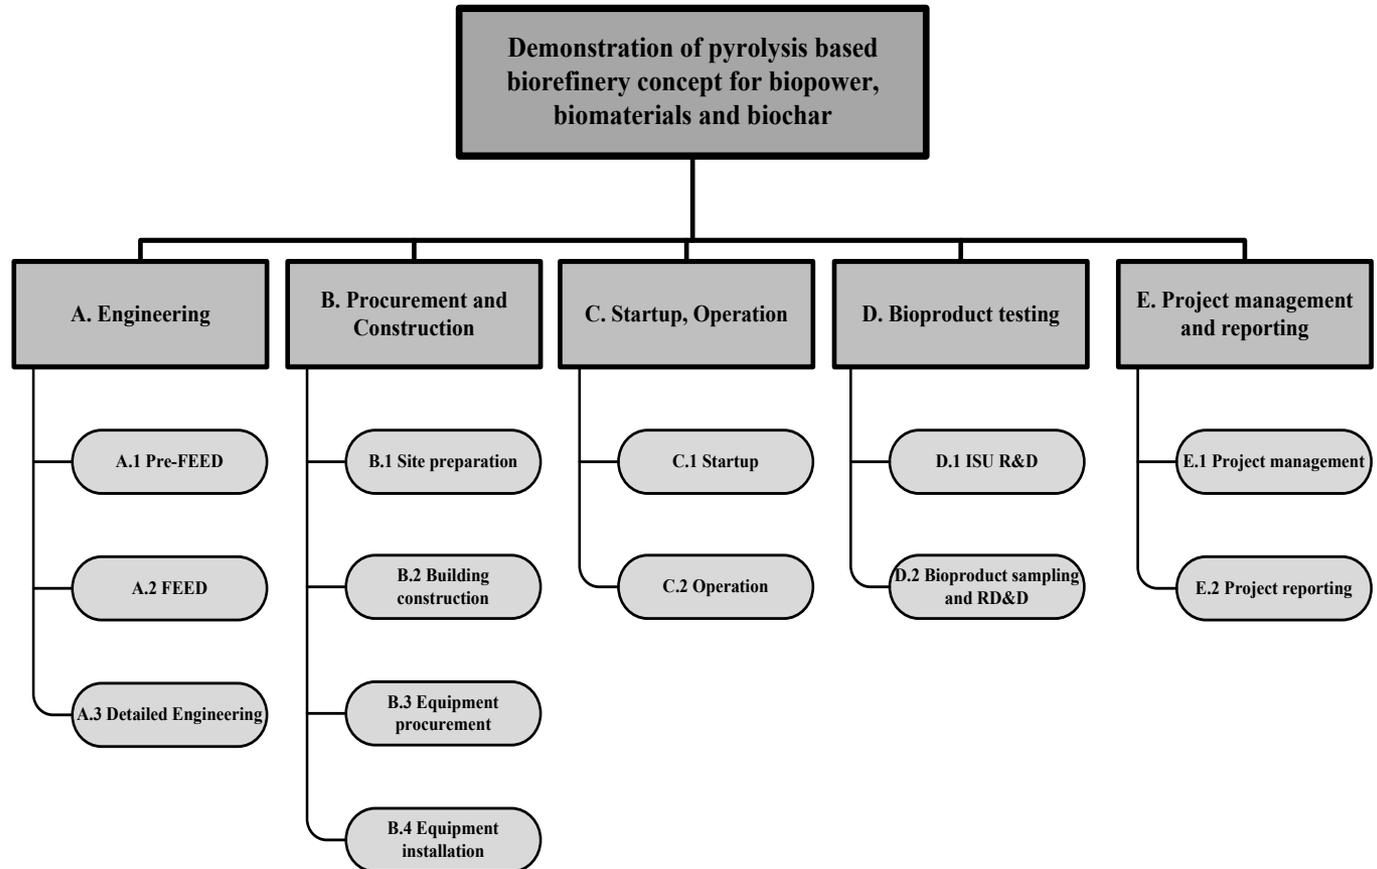 Demonstration of pyrolysis based
biorefinery concept for biopower,
biomaterials and biochar
A. Engineering
B. Procurement and
Construction
C. Startup, Operation
D. Bioproduct testing
E. Project management
and reporting
A.1 Pre-FEED
A.2 FEED
A.3 Detailed Engineering
B.1 Site preparation
B.2 Building
construction
B.3 Equipment
procurement
B.4 Equipment
installation
C.1 Startup
C.2 Operation
D.1 ISU R&D
D.2 Bioproduct sampling
and RD&D
E.1 Project management
E.2 Project reporting